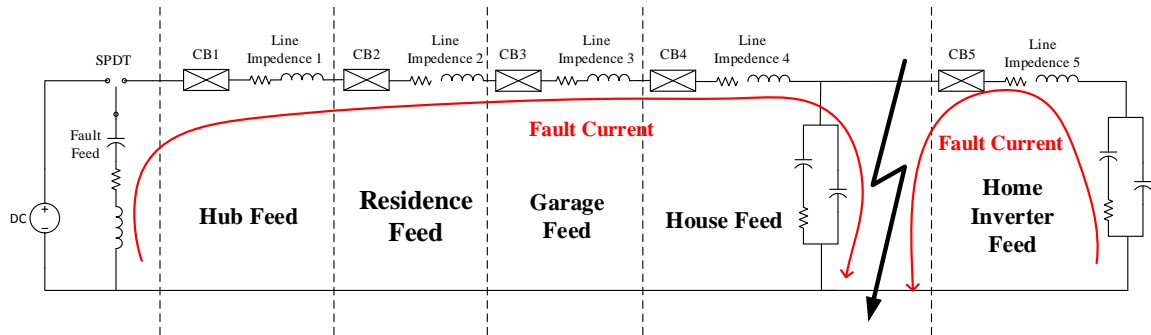 SPDT
CB1
Line
Impedence 1
CB2
Line
Impedence 2
CB3
Line
Impedence 3
CB4
Line
Impedence 4
CB5
Line
Impedence 5
Fault
Feed
DC
+
−
Fault Current
Fault Current
Hub Feed
Residence
Feed
Garage
Feed
House Feed
Home
Inverter
Feed